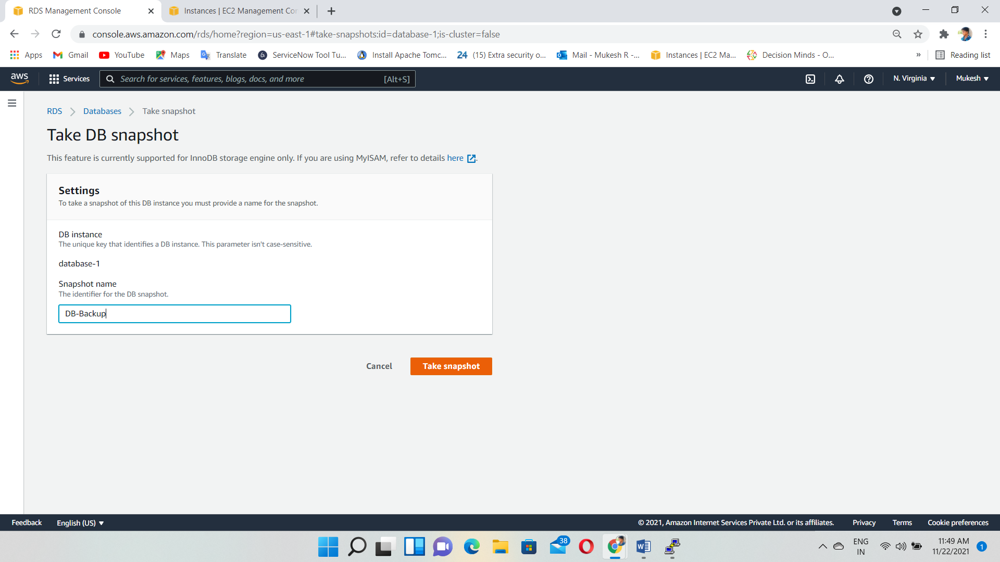 RDS Management Console
Instances | EC2 Management Con
console.aws.amazon.com/rds/home?region=us-east-1#take-snapshots:id=database-1;is-cluster=false
Apps
Gmail
YouTube
Maps
Translate
ServiceNow Tool Tu...
Install Apache Tomc...
24 (15) Extra security o...
Mail - Mukesh R -...
Instances | EC2 Ma...
Decision Minds - O...
»
Reading list
aws
Services
Search for services, features, blogs, docs, and more
[Alt+S]
N. Virginia
Mukesh
RDS
Databases
Take snapshot
Take DB snapshot
This feature is currently supported for InnoDB storage engine only. If you are using MyISAM, refer to details here.
Settings
To take a snapshot of this DB instance you must provide a name for the snapshot.
DB instance
The unique key that identifies a DB instance. This parameter isn't case-sensitive.
database-1
Snapshot name
The identifier for the DB snapshot.
DB-Backup
Cancel
Take snapshot
Feedback
English (US)
© 2021, Amazon Internet Services Private Ltd. or its affiliates.
Privacy
Terms
Cookie preferences
38
ENG
IN
11:49 AM
11/22/2021
1